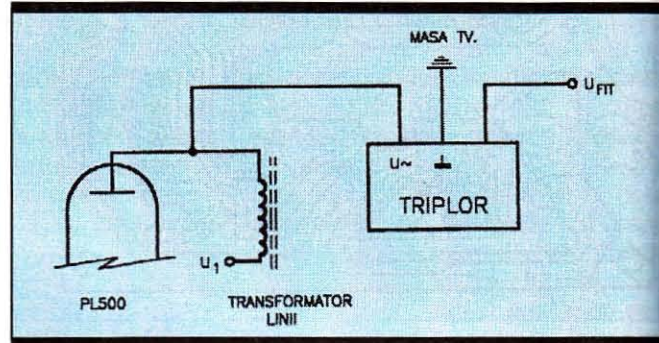 MASA TV.
U FIT
U~
TRIPLOR
U1
PL500
TRANSFORMATOR
LINII